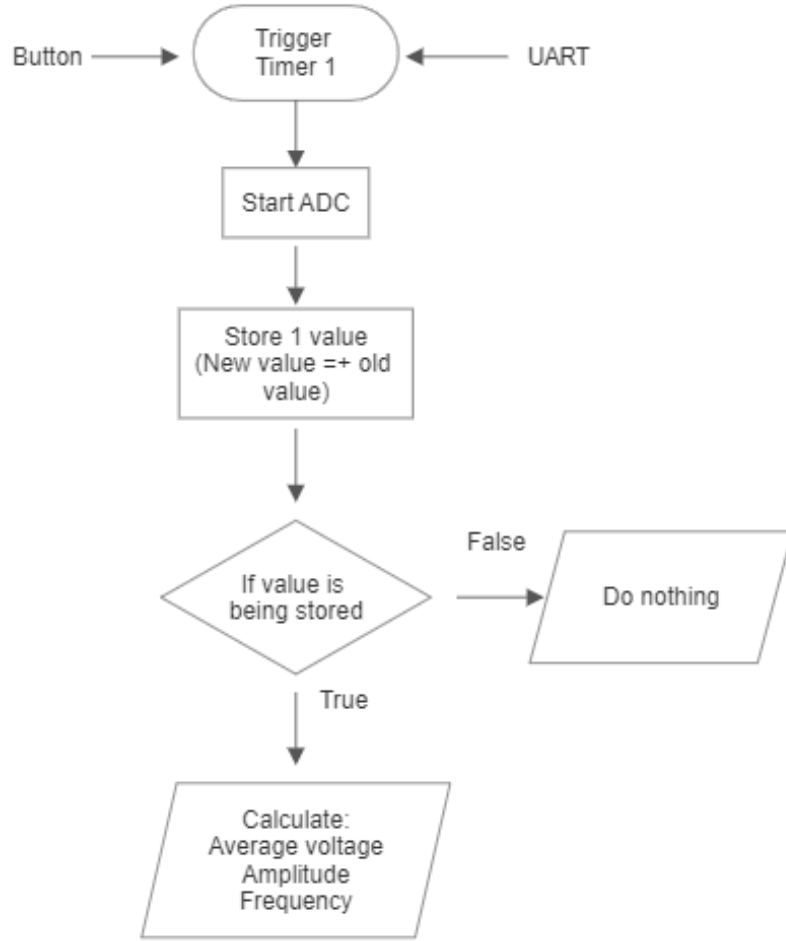 Trigger
Timer 1
Button
UART
Start ADC
Store 1 value
(New value =+ old
value)
If value is
being stored
False
Do nothing
True
Calculate:
Average voltage
Amplitude
Frequency